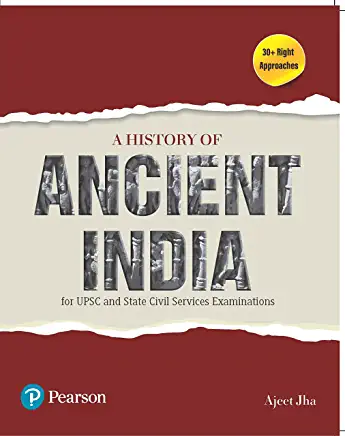 30+ Right
Approaches
A HISTORY OF
ANCIENT
INDIA
for UPSC and State Civil Services Examinations
Pearson
Ajeet Jha